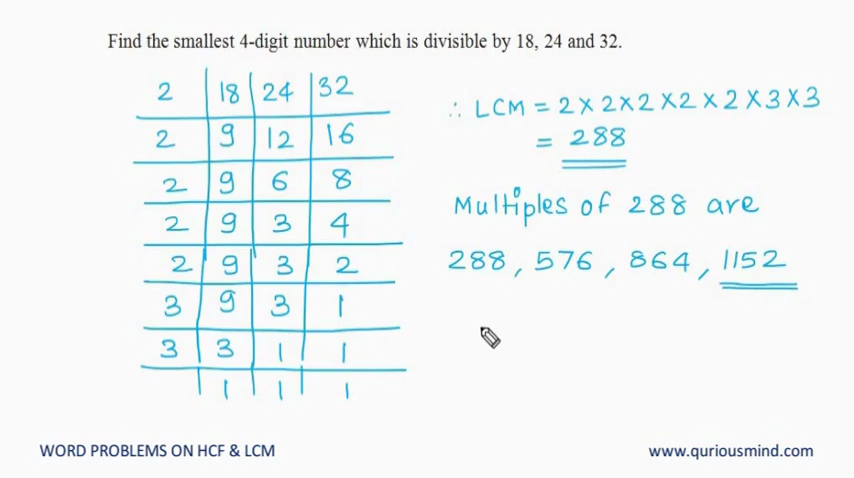 Find the smallest 4-digit number which is divisible by 18, 24 and 32.
2 18 24 32
2 9 12 16
2 9 6 8
2 9 3 4
2 9 3 2
3 9 3 1
3 3 1 1
1 1 1
∴ LCM = 2 × 2 × 2 × 2 × 2 × 3 × 3
= 288
Multiples of 288 are
288, 576, 864, 1152
WORD PROBLEMS ON HCF & LCM
www.quriousmind.com